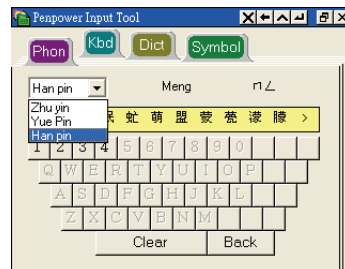 Penpower Input Tool
Phon Kbd Dict Symbol
Han pin Meng ㄇㄥ
Zhu yin
Yue Pin
Han pin
虻 萌 盟 蒙 甍 濛 朦 >
1 2 3 4 5 6 7 8 9 0
Q W E R T Y U I O P
A S D F G H J K L
Z X C V B N M
Clear Back